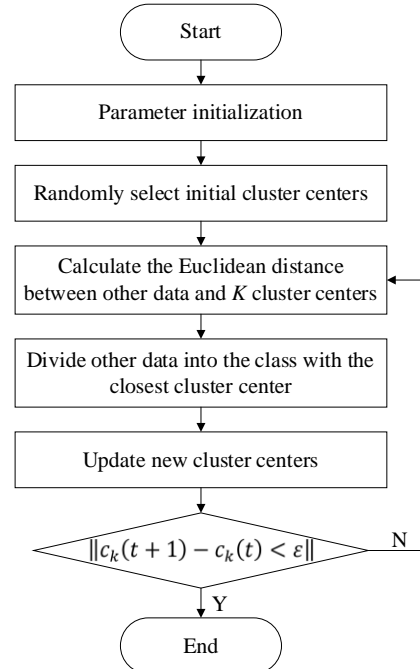 Start
Parameter initialization
Randomly select initial cluster centers
Calculate the Euclidean distance
between other data and K cluster centers
Divide other data into the class with the
closest cluster center
Update new cluster centers
‖c_k(t + 1) − c_k(t) < ε‖
N
Y
End